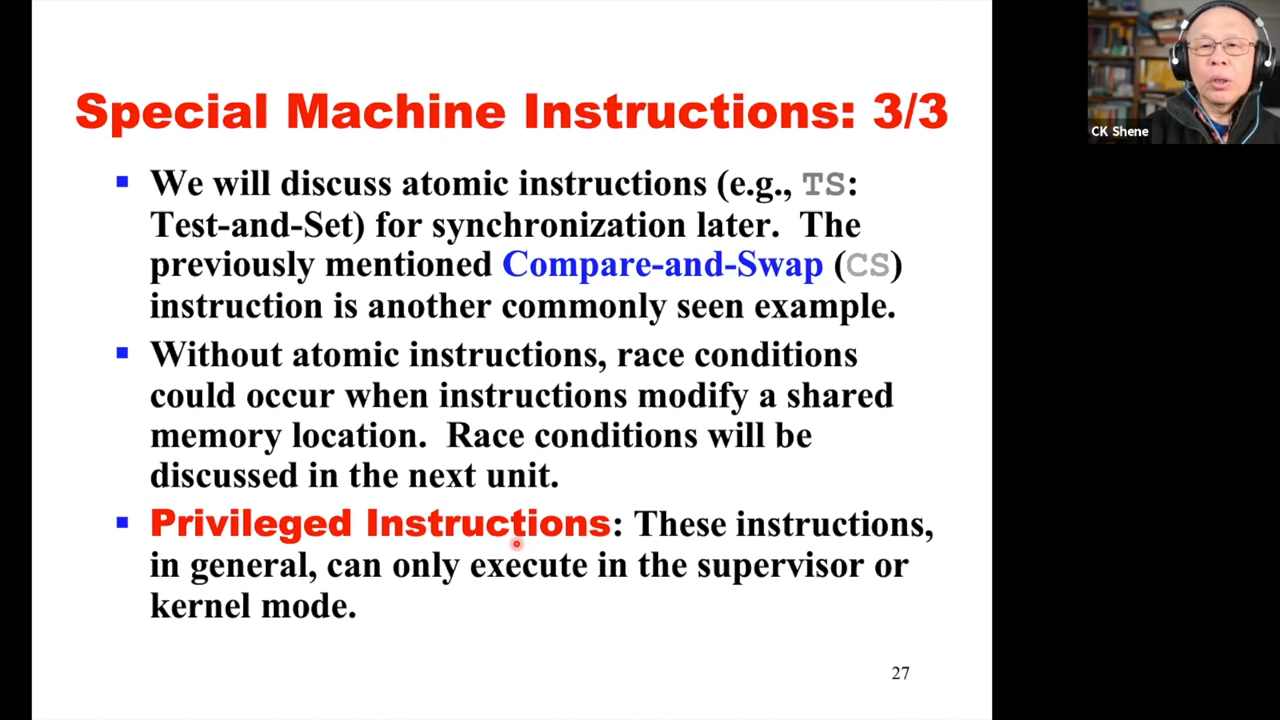 Special Machine Instructions: 3/3
We will discuss atomic instructions (e.g., TS:
Test-and-Set) for synchronization later. The
previously mentioned Compare-and-Swap (CS)
instruction is another commonly seen example.
Without atomic instructions, race conditions
could occur when instructions modify a shared
memory location. Race conditions will be
discussed in the next unit.
Privileged Instructions: These instructions,
in general, can only execute in the supervisor or
kernel mode.
27
CK Shene